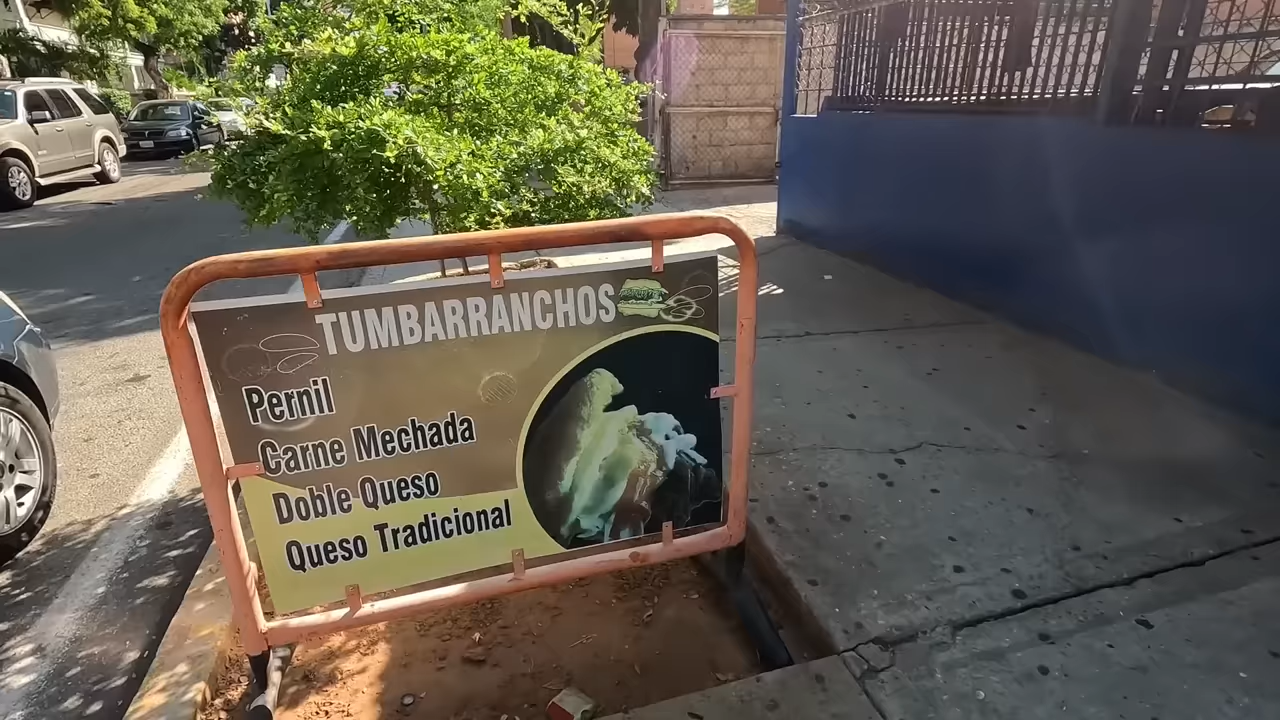 TUMBARRANCHOS
Pernil
Carne Mechada
Doble Queso
Queso Tradicional